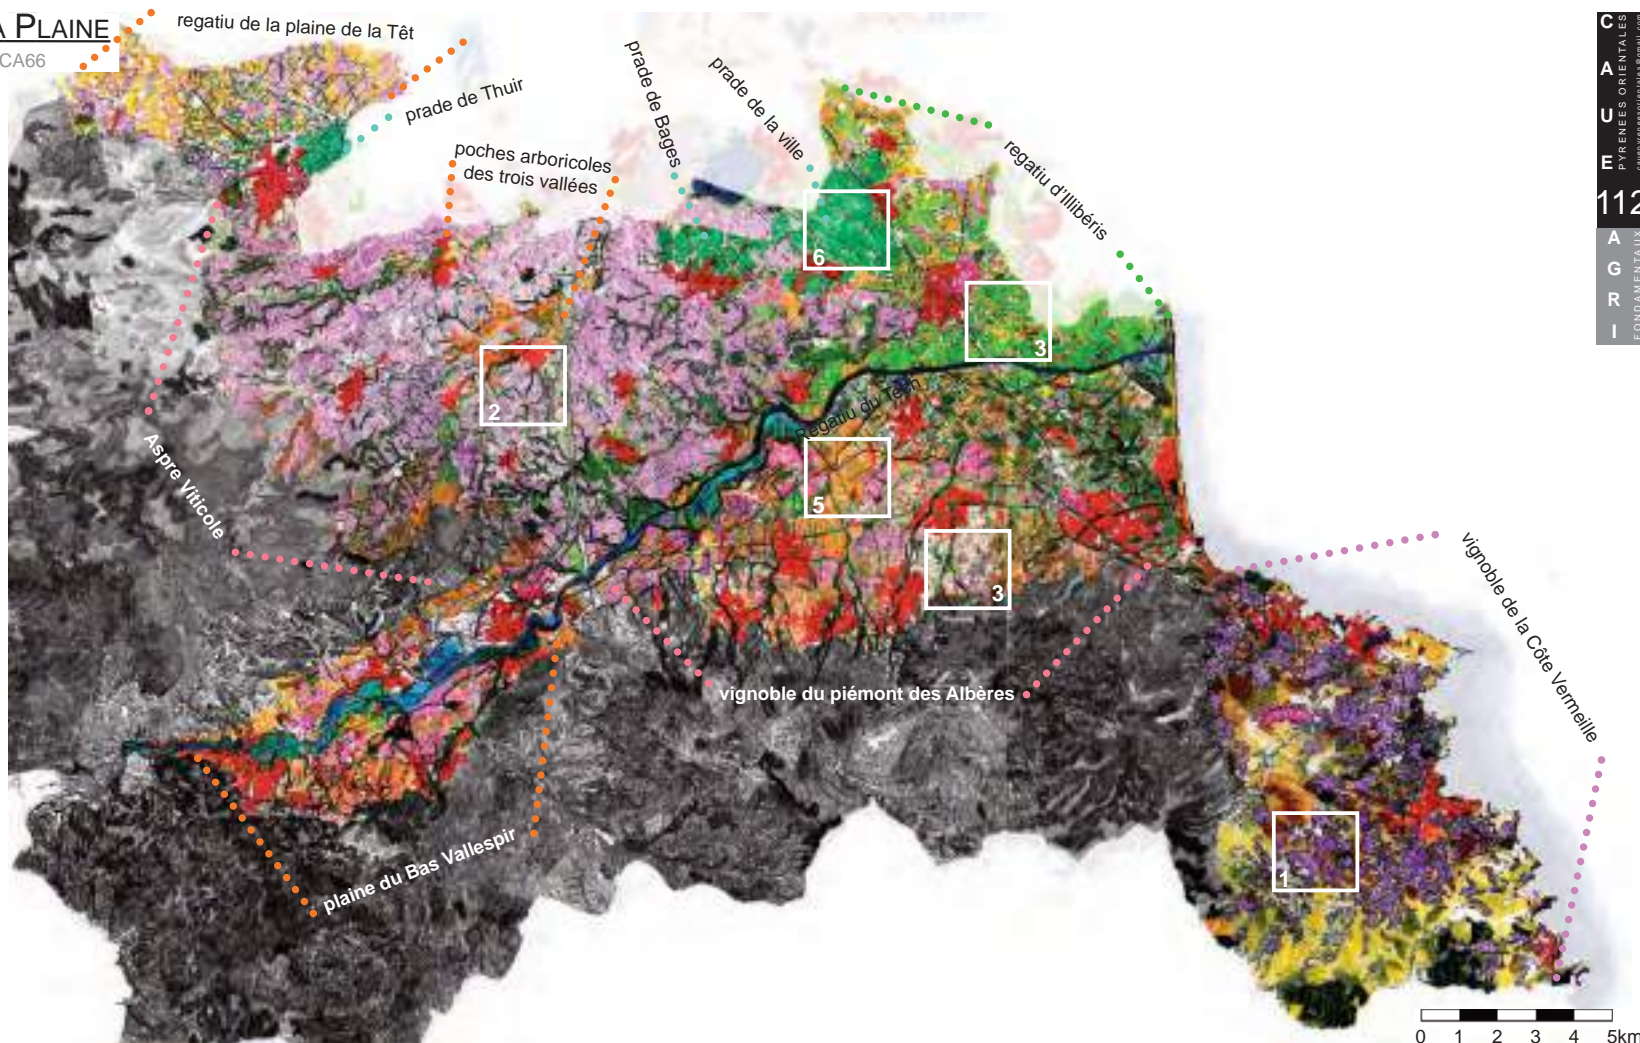 A PLAINE
CA66
regatiu de la plaine de la Têt
prade de Thuir
poches arboricoles
des trois vallées
prade de Bages
prade de la ville
regatiu d'Illibéris
6
3
2
Regatiu du Tech
5
3
Aspre Viticole
vignoble du piémont des Albères
vignoble de la Côte Vermeille
plaine du Bas Vallespir
1
0 1 2 3 4 5km
CAUE
PYRENEES ORIENTALES
112
AGRI
FONDAMENTAUX